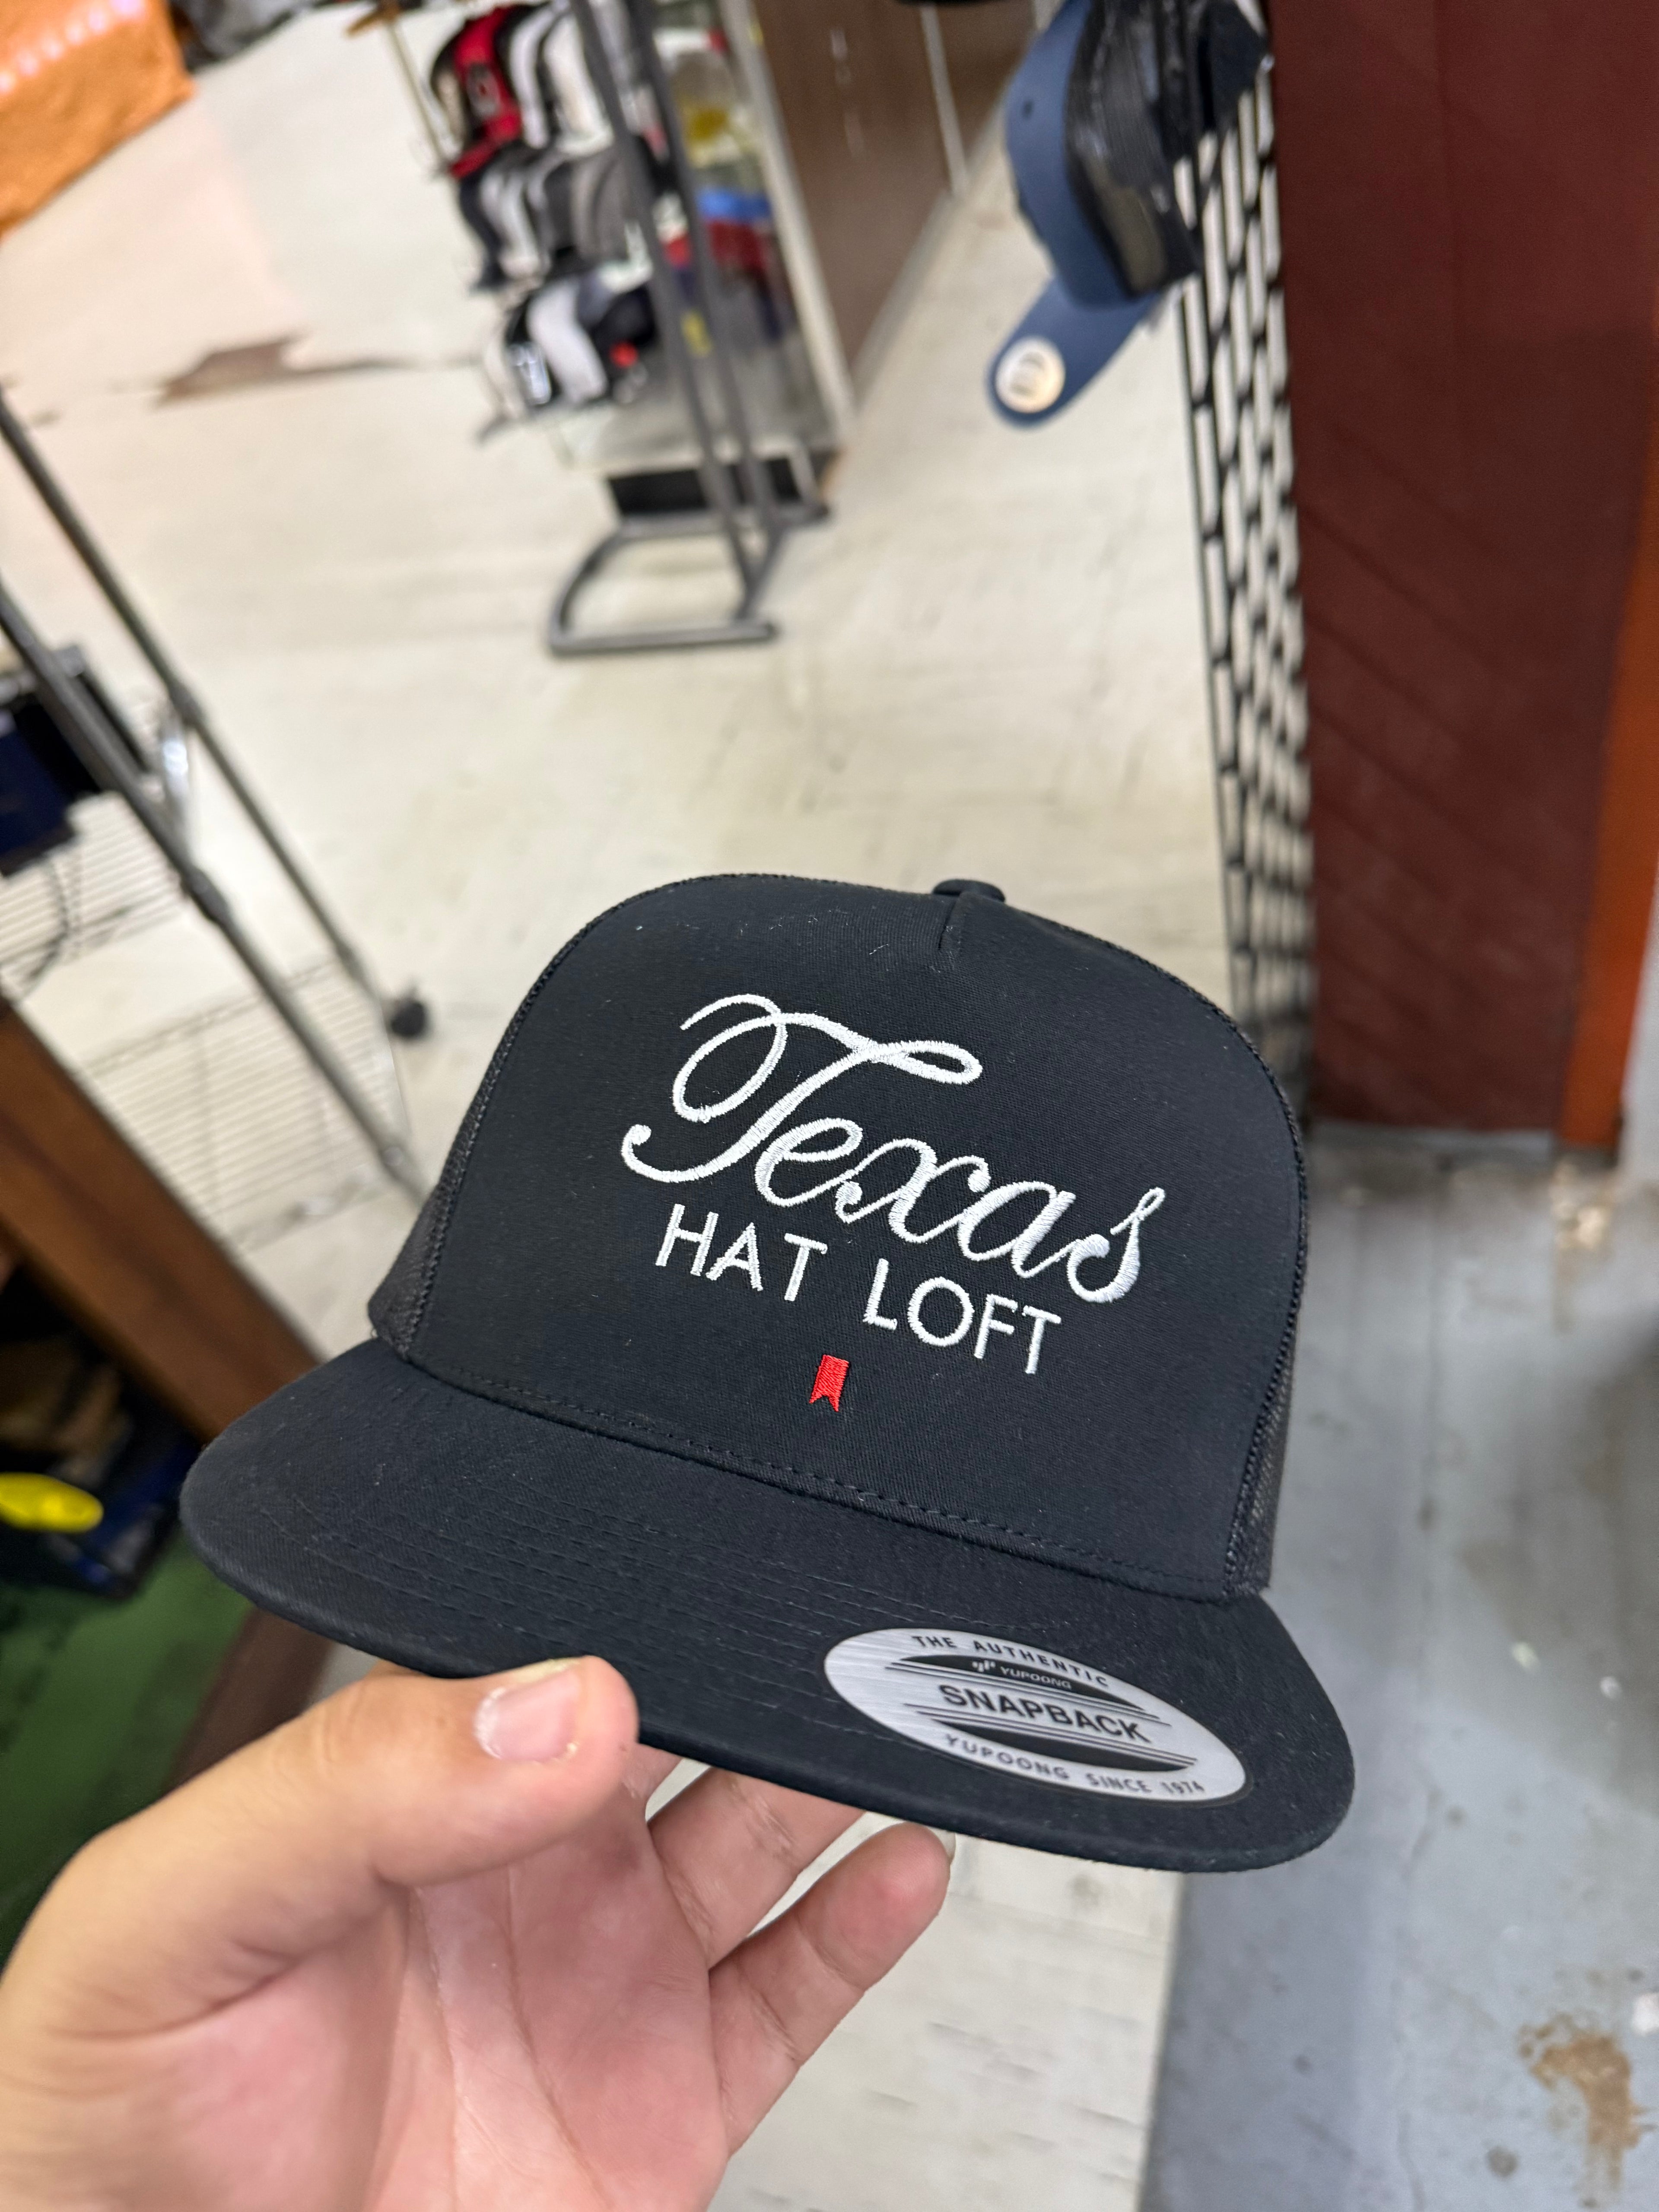 Texas
HAT LOFT
THE AUTHENTIC
YUPOONG
SNAPBACK
YUPOONG SINCE 1974